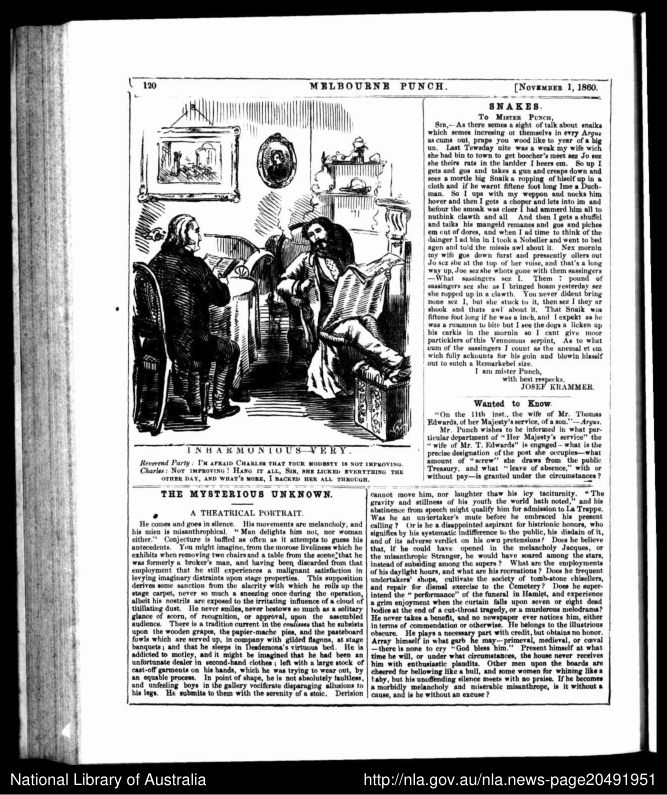 120
MELBOURNE PUNCH.
[NOVEMBER 1, 1860.
INHARMONIOUS—VERY.
Reverend Party: I'M AFRAID CHARLES THAT YOUR MODESTY IS NOT IMPROVING.
Charles: NOT IMPROVING! HANG IT ALL, SIR, SHE LICKED EVERYTHING THE
OTHER DAY, AND WHAT'S MORE, I BACKED HER ALL THROUGH.
SNAKES.
TO MISTER PUNCH,
SIR,—As there semes a sight of talk about snaiks
which semes incresing of themselvs in evry Argus
as cums out, praps you wood like to year of a big
un. Last Tewsday nite was a weak my wife wich
she had bin to town to get boocher's meet sez Jo sez
she theirs rats in the lardder I heers em. So up I
gets and gos and takes a gun and creaps down and
sees a mortle big Snaik a ropping of hiself up in a
cloth and if he warnt fiftene foot long Ime a Duch-
man. So I ups with my weppon and nocks him
hover and then I gets a choper and lets into im and
befour the smoak was cleer I had ammerd him all to
nuthink clawth and all And then I gets a shuffel
and taiks his mangeld remanes and gos and piches
em out of dores, and when I ad time to think of the
dainger I ad bin in I took a Nobeller and went to bed
agen and told the missis awl about it. Nex mornin
my wife gos down furst and pressently ollers out
Jo sez she at the top of her voise, and that's a long
way up, Joe sez she whots gone with them sassingers
—What sassingers sez I. Them 7 pound of
sassingers sez she as I bringed hoam yesterday sez
she ropped up in a clawth. You never dident bring
none sez I, but she stuck to it, then sez I they ar
shook and thats awl about it. That Snaik wos
fiftene foot long if he was a inch, and I expekt as he
was a rummun to bite but I see the dogs a licken up
his carkis in the mornin so I cant give moor
particklers of this Vennomus serpint, As to what
cum of the sassingers I count as the anemal et em
wich fully ackounts for his goin and blowin hisself
out to sutch a Remarkebel size.
I am mister Punch,
with best respecks,
JOSEF KRAMMER.
Wanted to Know.
"On the 11th inst., the wife of Mr. Thomas
Edwards, of her Majesty's service, of a son."—Argus.
Mr. Punch wishes to be informed in what par-
ticular department of "Her Majesty's service" the
"wife of Mr. T. Edwards" is engaged - what is the
precise designation of the post she occupies—what
amount of "screw" she draws from the public
Treasury, and what "leave of absence," with or
without pay—is granted under the circumstances?
THE MYSTERIOUS UNKNOWN.
A THEATRICAL PORTRAIT.
He comes and goes in silence. His movements are melancholy, and
his mien is misanthrophical. "Man delights him not, nor woman
either." Conjecture is baffled as often as it attempts to guess his
antecedents. You might imagine, from the morose liveliness which he
exhibits when removing two chairs and a table from the scene, that he
was formerly a broker's man, and having been discarded from that
employment that he still experiences a malignant satisfaction in
levying imaginary distraints upon stage properties. This supposition
derives some sanction from the alacrity with which he rolls up the
stage carpet, never so much a sneezing once during the operation,
albeit his nostrils are exposed to the irritating influence of a cloud of
titillating dust. He never smiles, never bestows so much as a solitary
glance of scorn, of recognition, or approval, upon the assembled
audience. There is a tradition current in the coulisses that he subsists
upon the wooden grapes, the papier-mache pies, and the pasteboard
fowls which are served up, in company with gilded flagons, at stage
banquets; and that he sleeps in Desdemona's virtuous bed. He is
addicted to motley, and it might be imagined that he had been an
unfortunate dealer in second-hand clothes; left with a large stock of
cast-off garments on his hands, which he was trying to wear out, by
an equable process. In point of shape, he is not absolutely faultless,
and unfeeling boys in the gallery vociferate disparaging allusions to
his legs. He submits to them with the serenity of a stoic. Derision
cannot move him, nor laughter thaw his icy taciturnity. "The
gravity and stillness of his youth the world hath noted," and his
abstinence from speech might qualify him for admission to La Trappe.
Was he an undertaker's mute before he embraced his present
calling? Or is he a disappointed aspirant for histrionic honors, who
signifies by his systematic indifference to the public, his disdain of it,
and of its adverse verdict on his own pretensions? Does he believe
that, if he could have opened in the melancholy Jacques, or
the misanthropic Stranger, he would have soared among the stars,
instead of subsiding among the supers? What are the employments
of his daylight hours, and what are his recreations? Does he frequent
undertakers' shops, cultivate the society of tomb-stone chisellers,
and repair for dismal exercise to the Cemetery? Does he super-
intend the "performance" of the funeral in Hamlet, and experience
a grim enjoyment when the curtain falls upon seven or eight dead
bodies at the end of a cut-throat tragedy, or a murderous melodrama?
He never takes a benefit, and no newspaper ever notices him, either
in terms of commendation or otherwise. He belongs to the illustrious
obscure. He plays a necessary part with credit, but obtains no honor.
Array himself in what garb he may—primeval, medieval, or coeval
—there is none to cry "God bless him." Present himself at what
time he will, or under what circumstances, the house never receives
him with enthusiastic plaudits. Other men upon the boards are
cheered for bellowing like a bull, and some women for whining like a
baby, but his unoffending silence meets with no praise. If he becomes
a morbidly melancholy and miserable misanthrope, is it without a
cause, and is he without an excuse?
National Library of Australia
http://nla.gov.au/nla.news-page20491951